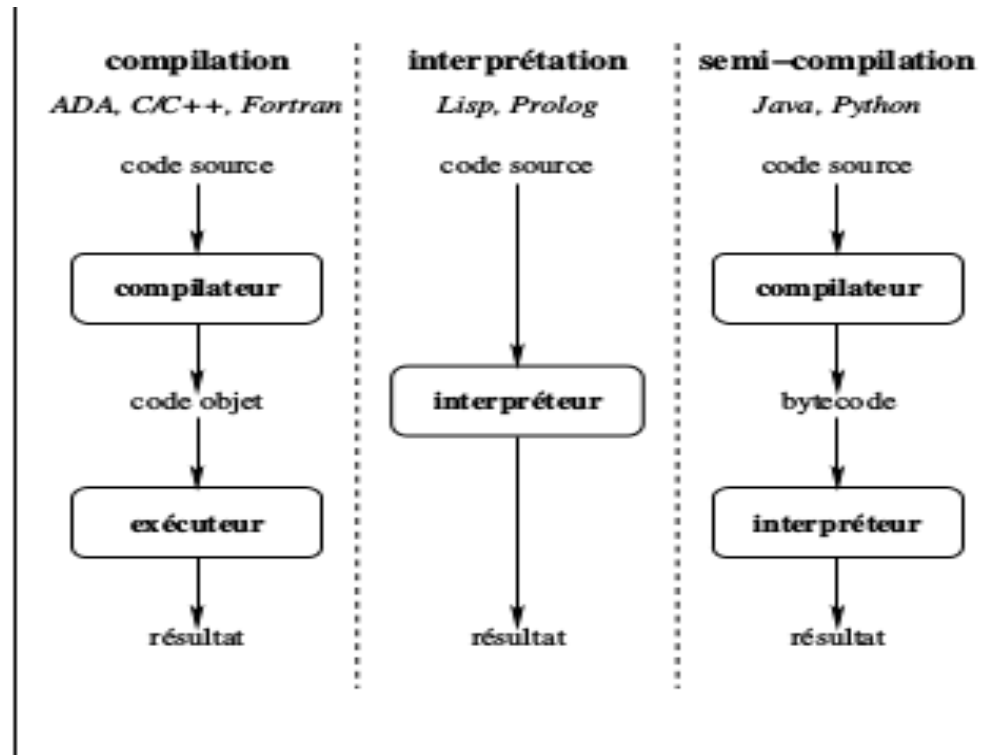 compilation
ADA, C/C++, Fortran
code source
compilateur
code objet
exécuteur
résultat
interprétation
Lisp, Prolog
code source
interpréteur
résultat
semi-compilation
Java, Python
code source
compilateur
bytecode
interpréteur
résultat